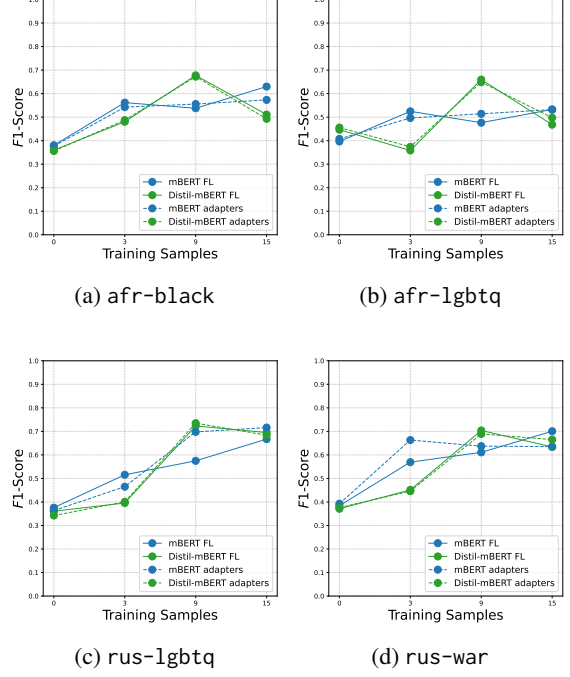 1.0
0.9
0.8
0.7
0.6
0.5
0.4
0.3
0.2
0.1
0.0
F1-Score
mBERT FL
Distil-mBERT FL
mBERT adapters
Distil-mBERT adapters
0 3 9 15
Training Samples
(a) afr-black
1.0
0.9
0.8
0.7
0.6
0.5
0.4
0.3
0.2
0.1
0.0
F1-Score
mBERT FL
Distil-mBERT FL
mBERT adapters
Distil-mBERT adapters
0 3 9 15
Training Samples
(b) afr-lgbtq
1.0
0.9
0.8
0.7
0.6
0.5
0.4
0.3
0.2
0.1
0.0
F1-Score
mBERT FL
Distil-mBERT FL
mBERT adapters
Distil-mBERT adapters
0 3 9 15
Training Samples
(c) rus-lgbtq
1.0
0.9
0.8
0.7
0.6
0.5
0.4
0.3
0.2
0.1
0.0
F1-Score
mBERT FL
Distil-mBERT FL
mBERT adapters
Distil-mBERT adapters
0 3 9 15
Training Samples
(d) rus-war